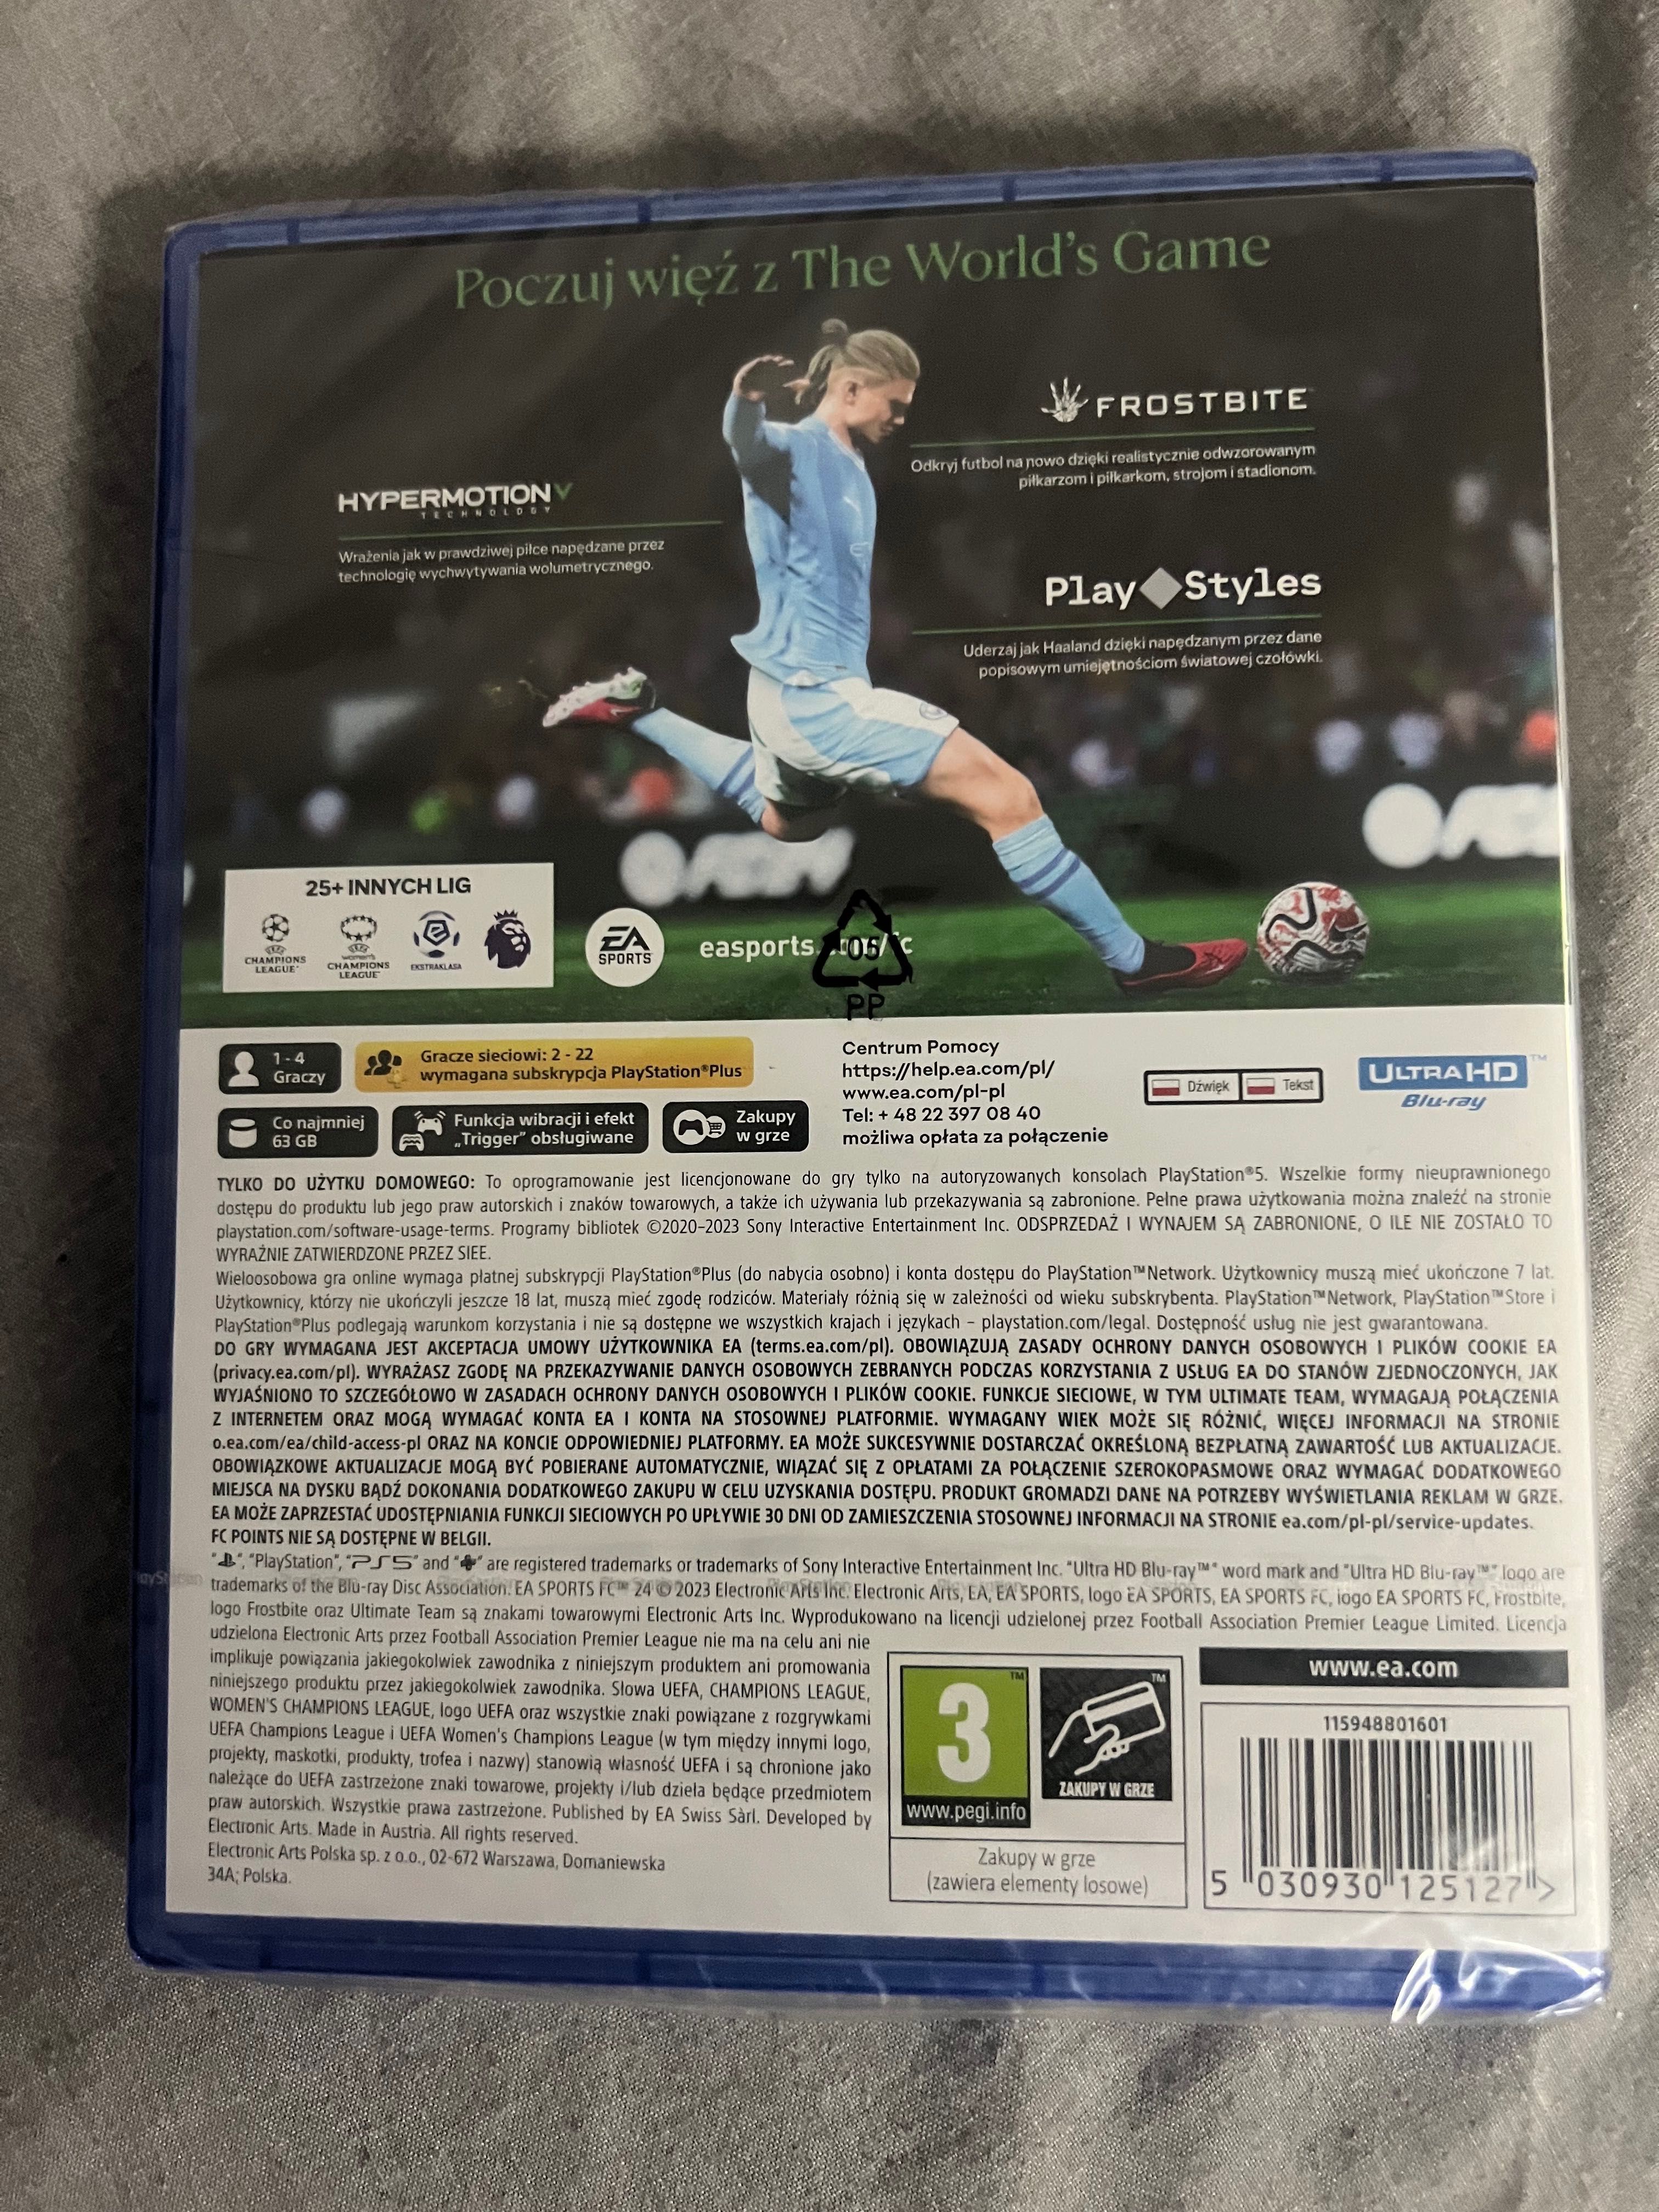 Poczuj więź z The World's Game
FROSTBITE
Odkryj futbol na nowo dzięki realistycznie odwzorowanym
piłkarzom i piłkarkom, strojom i stadionom.
HYPERMOTIONV
TECHNOLOGY
Wrażenia jak w prawdziwej piłce napędzane przez
technologię wychwytywania wolumetrycznego.
Play Styles
Uderzaj jak Haaland dzięki napędzanym przez dane
popisowym umiejętnościom światowej czołówki.
25+ INNYCH LIG
UEFA CHAMPIONS LEAGUE
UEFA WOMEN'S CHAMPIONS LEAGUE
EKSTRAKLASA
EA SPORTS
easports.
05
PP
1 - 4
Graczy
Gracze sieciowi: 2 - 22
wymagana subskrypcja PlayStation®Plus
Co najmniej
63 GB
Funkcja wibracji i efekt
„Trigger" obsługiwane
Zakupy
w grze
Centrum Pomocy
https://help.ea.com/pl/
www.ea.com/pl-pl
Tel: + 48 22 397 08 40
możliwa opłata za połączenie
Dźwięk Tekst
ULTRA HD™
Blu-ray
TYLKO DO UŻYTKU DOMOWEGO: To oprogramowanie jest licencjonowane do gry tylko na autoryzowanych konsolach PlayStation®5. Wszelkie formy nieuprawnionego
dostępu do produktu lub jego praw autorskich i znaków towarowych, a także ich używania lub przekazywania są zabronione. Pełne prawa użytkowania można znaleźć na stronie
playstation.com/software-usage-terms. Programy bibliotek ©2020-2023 Sony Interactive Entertainment Inc. ODSPRZEDAŻ I WYNAJEM SĄ ZABRONIONE, O ILE NIE ZOSTAŁO TO
WYRAŹNIE ZATWIERDZONE PRZEZ SIEE.
Wieloosobowa gra online wymaga płatnej subskrypcji PlayStation®Plus (do nabycia osobno) i konta dostępu do PlayStation™Network. Użytkownicy muszą mieć ukończone 7 lat.
Użytkownicy, którzy nie ukończyli jeszcze 18 lat, muszą mieć zgodę rodziców. Materiały różnią się w zależności od wieku subskrybenta. PlayStation™Network, PlayStation™Store i
PlayStation®Plus podlegają warunkom korzystania i nie są dostępne we wszystkich krajach i językach – playstation.com/legal. Dostępność usług nie jest gwarantowana.
DO GRY WYMAGANA JEST AKCEPTACJA UMOWY UŻYTKOWNIKA EA (terms.ea.com/pl). OBOWIĄZUJĄ ZASADY OCHRONY DANYCH OSOBOWYCH I PLIKÓW COOKIE EA
(privacy.ea.com/pl). WYRAŻASZ ZGODĘ NA PRZEKAZYWANIE DANYCH OSOBOWYCH ZEBRANYCH PODCZAS KORZYSTANIA Z USŁUG EA DO STANÓW ZJEDNOCZONYCH, JAK
WYJAŚNIONO TO SZCZEGÓŁOWO W ZASADACH OCHRONY DANYCH OSOBOWYCH I PLIKÓW COOKIE. FUNKCJE SIECIOWE, W TYM ULTIMATE TEAM, WYMAGAJĄ POŁĄCZENIA
Z INTERNETEM ORAZ MOGĄ WYMAGAĆ KONTA EA I KONTA NA STOSOWNEJ PLATFORMIE. WYMAGANY WIEK MOŻE SIĘ RÓŻNIĆ, WIĘCEJ INFORMACJI NA STRONIE
o.ea.com/ea/child-access-pl ORAZ NA KONCIE ODPOWIEDNIEJ PLATFORMY. EA MOŻE SUKCESYWNIE DOSTARCZAĆ OKREŚLONĄ BEZPŁATNĄ ZAWARTOŚĆ LUB AKTUALIZACJE.
OBOWIĄZKOWE AKTUALIZACJE MOGĄ BYĆ POBIERANE AUTOMATYCZNIE, WIĄZAĆ SIĘ Z OPŁATAMI ZA POŁĄCZENIE SZEROKOPASMOWE ORAZ WYMAGAĆ DODATKOWEGO
MIEJSCA NA DYSKU BĄDŹ DOKONANIA DODATKOWEGO ZAKUPU W CELU UZYSKANIA DOSTĘPU. PRODUKT GROMADZI DANE NA POTRZEBY WYŚWIETLANIA REKLAM W GRZE.
EA MOŻE ZAPRZESTAĆ UDOSTĘPNIANIA FUNKCJI SIECIOWYCH PO UPŁYWIE 30 DNI OD ZAMIESZCZENIA STOSOWNEJ INFORMACJI NA STRONIE ea.com/pl-pl/service-updates.
FC POINTS NIE SĄ DOSTĘPNE W BELGII.
" ", "PlayStation", "PS5" and " " are registered trademarks or trademarks of Sony Interactive Entertainment Inc. "Ultra HD Blu-ray™" word mark and "Ultra HD Blu-ray™" logo are
trademarks of the Blu-ray Disc Association. EA SPORTS FC™ 24 © 2023 Electronic Arts Inc. Electronic Arts, EA, EA SPORTS, logo EA SPORTS, EA SPORTS FC, logo EA SPORTS FC, Frostbite,
logo Frostbite oraz Ultimate Team są znakami towarowymi Electronic Arts Inc. Wyprodukowano na licencji udzielonej przez Football Association Premier League Limited. Licencja
udzielona Electronic Arts przez Football Association Premier League nie ma na celu ani nie
implikuje powiązania jakiegokolwiek zawodnika z niniejszym produktem ani promowania
niniejszego produktu przez jakiegokolwiek zawodnika. Słowa UEFA, CHAMPIONS LEAGUE,
WOMEN'S CHAMPIONS LEAGUE, logo UEFA oraz wszystkie znaki powiązane z rozgrywkami
UEFA Champions League i UEFA Women's Champions League (w tym między innymi logo,
projekty, maskotki, produkty, trofea i nazwy) stanowią własność UEFA i są chronione jako
należące do UEFA zastrzeżone znaki towarowe, projekty i/lub dzieła będące przedmiotem
praw autorskich. Wszystkie prawa zastrzeżone. Published by EA Swiss Sàrl. Developed by
Electronic Arts. Made in Austria. All rights reserved.
Electronic Arts Polska sp. z o.o., 02-672 Warszawa, Domaniewska
34A; Polska.
3™
www.pegi.info
™
ZAKUPY W GRZE
Zakupy w grze
(zawiera elementy losowe)
www.ea.com
115948801601
5 030930 125127 >